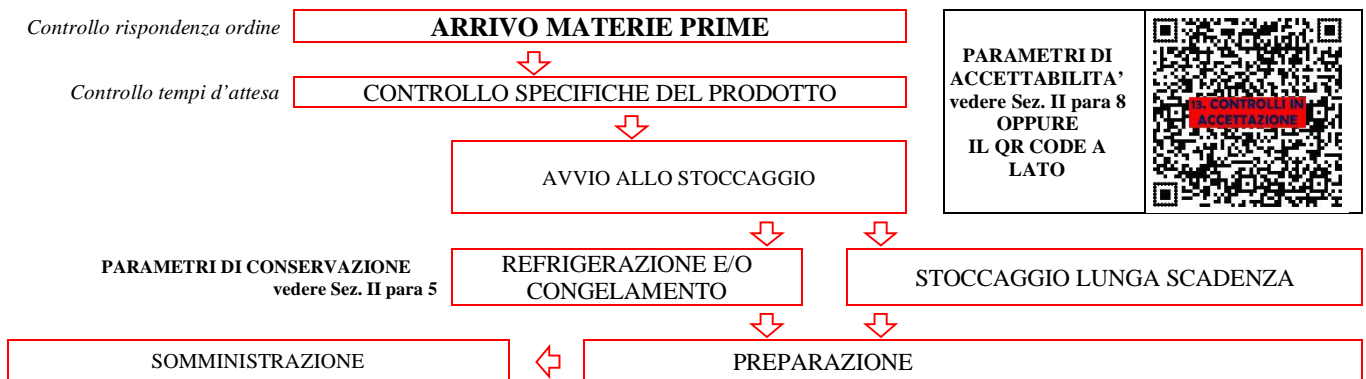 Controllo rispondenza ordine
ARRIVO MATERIE PRIME
Controllo tempi d'attesa
CONTROLLO SPECIFICHE DEL PRODOTTO
AVVIO ALLO STOCCAGGIO
PARAMETRI DI
ACCETTABILITA'
vedere Sez. II para 8
OPPURE
IL QR CODE A
LATO
13. CONTROLLI IN
ACCETTAZIONE
PARAMETRI DI CONSERVAZIONE
vedere Sez. II para 5
REFRIGERAZIONE E/O
CONGELAMENTO
STOCCAGGIO LUNGA SCADENZA
SOMMINISTRAZIONE
PREPARAZIONE